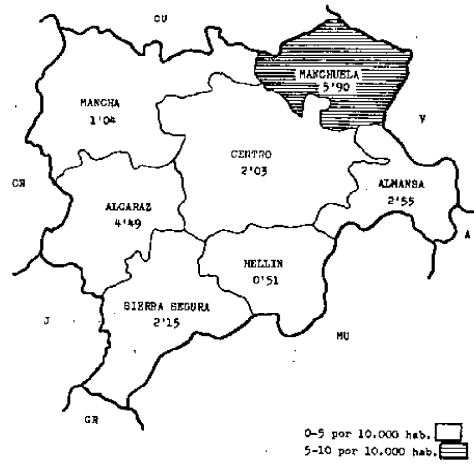 CU
MANCHUELA
5'90
MANCHA
1'04
V
CENTRO
2'03
CR
ALMANSA
2'55
ALCARAZ
4'49
A
HELLIN
0'51
SIERRA SEGURA
2'15
J
MU
GR
0-5 por 10.000 hab.
5-10 por 10.000 hab.